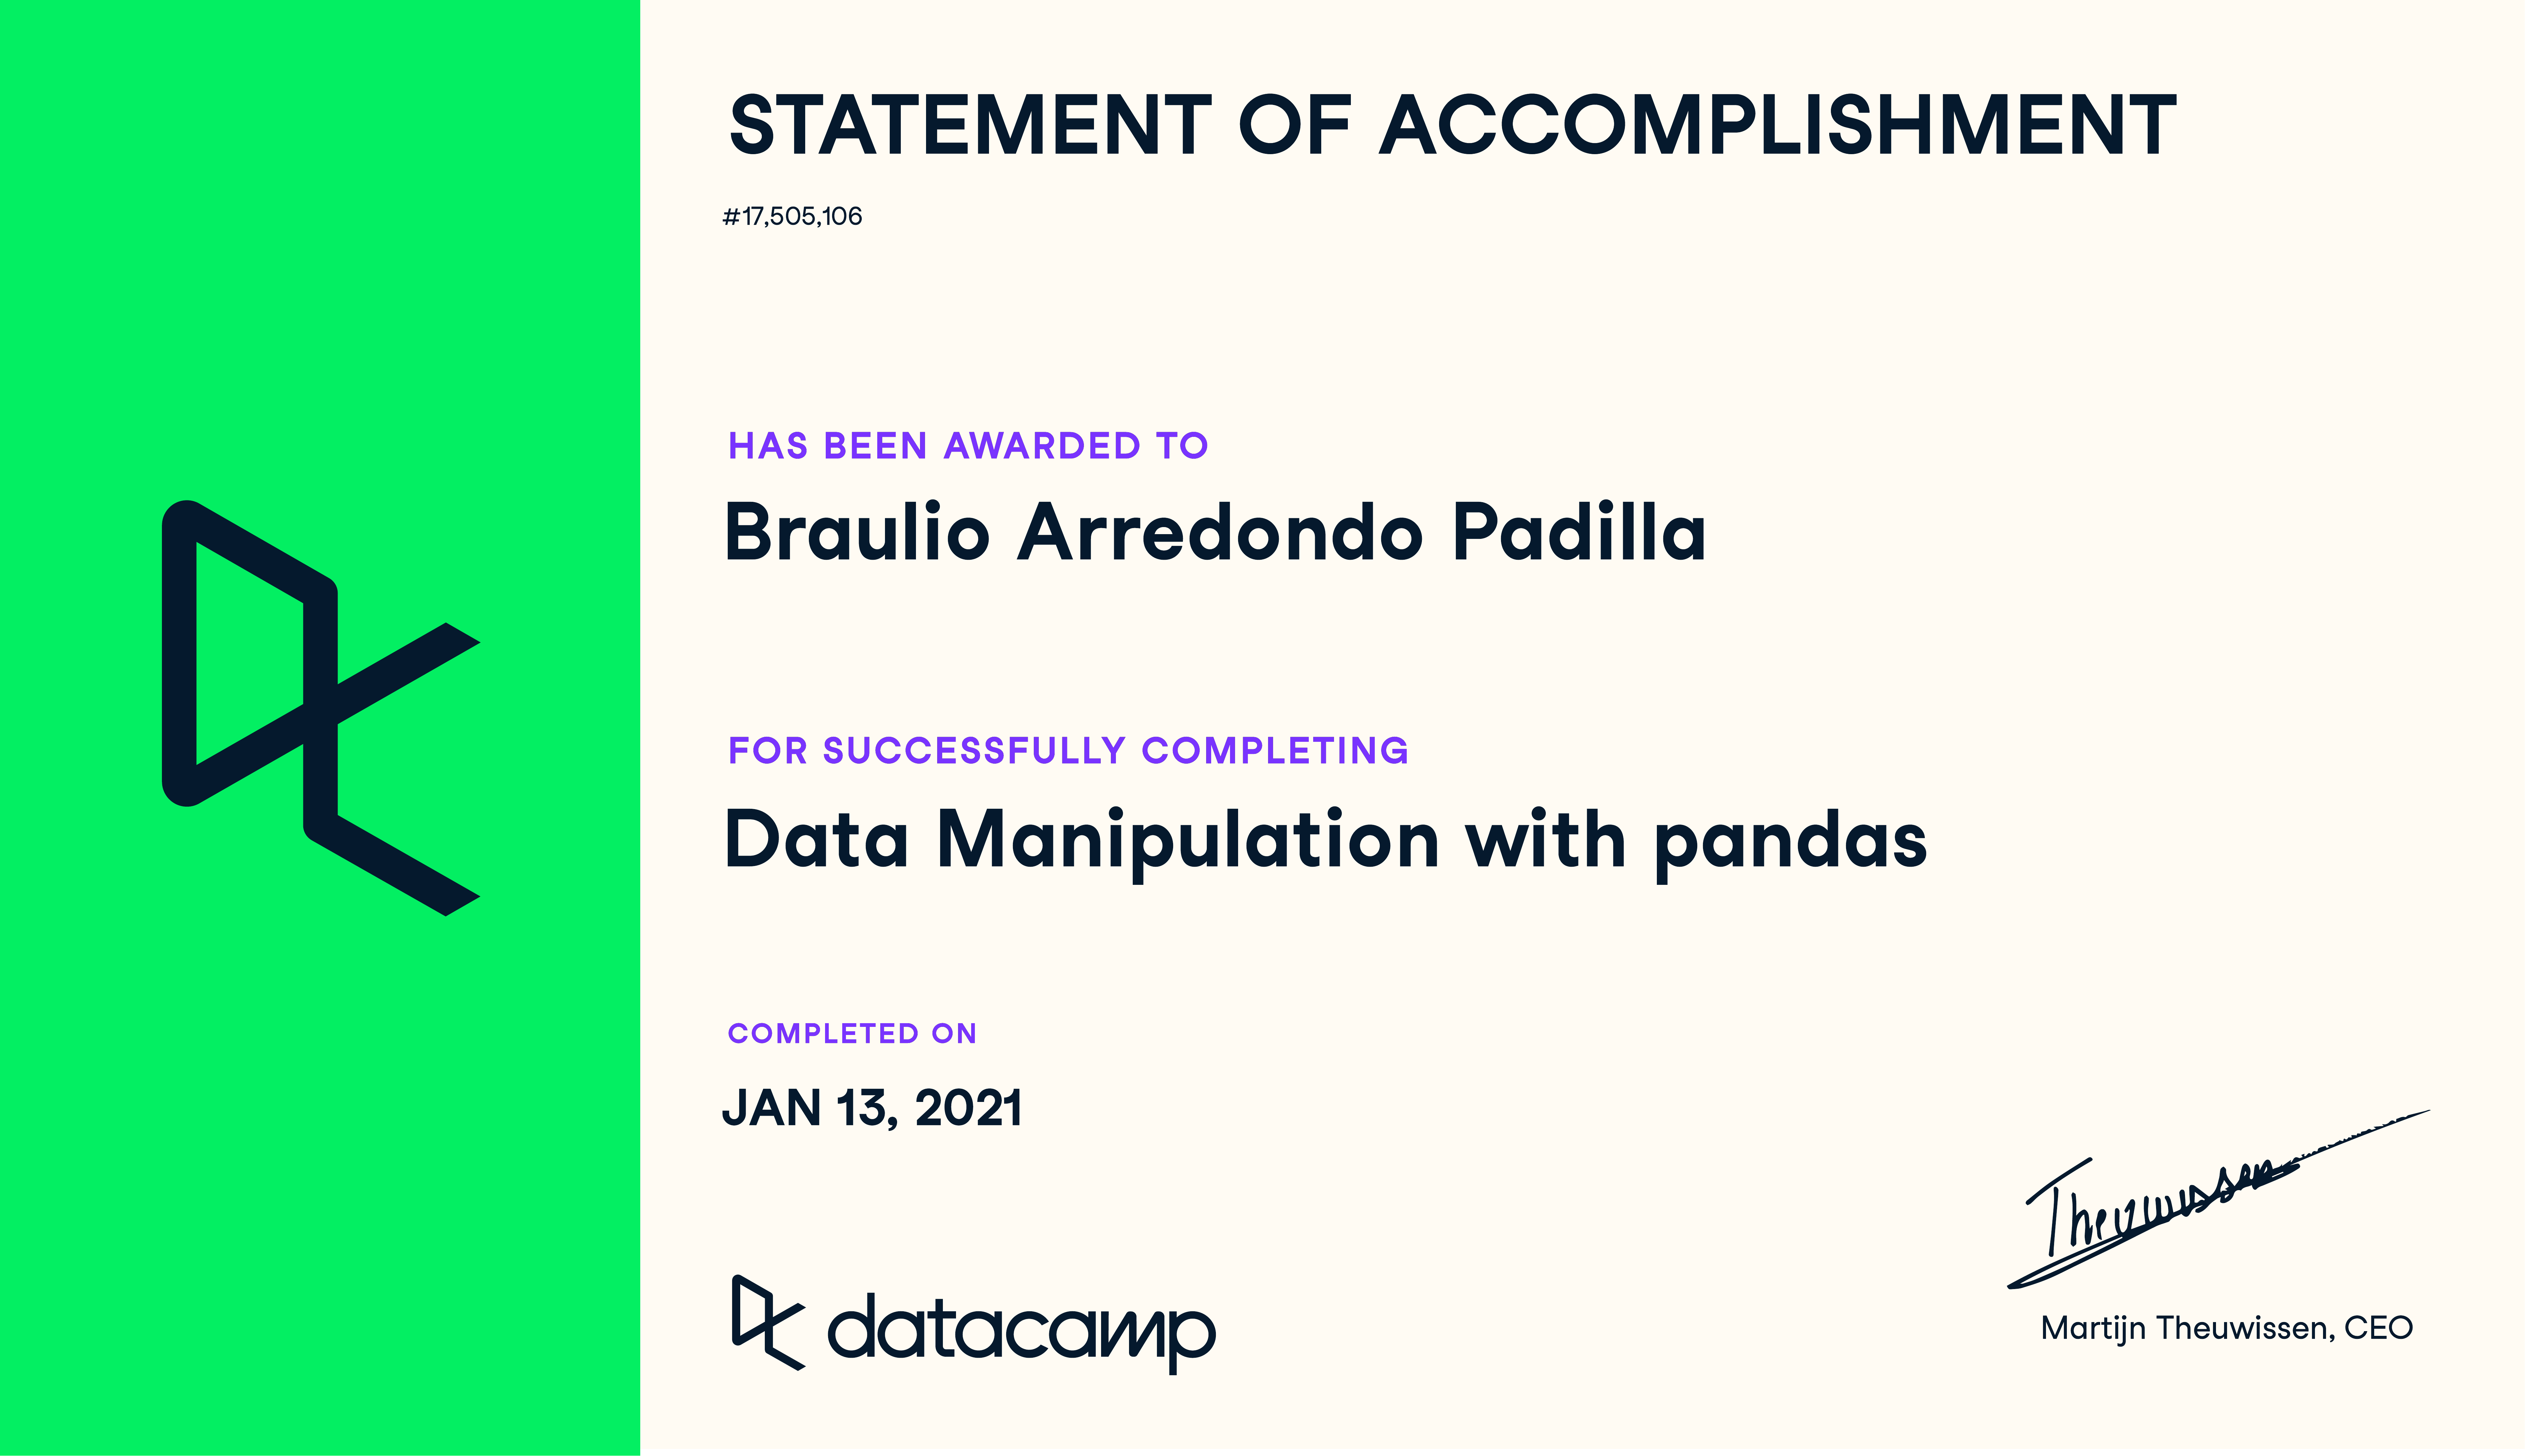 STATEMENT OF ACCOMPLISHMENT
#17,505,106
HAS BEEN AWARDED TO
Braulio Arredondo Padilla
FOR SUCCESSFULLY COMPLETING
Data Manipulation with pandas
COMPLETED ON
JAN 13, 2021
Theuwissen
datacamp
Martijn Theuwissen, CEO